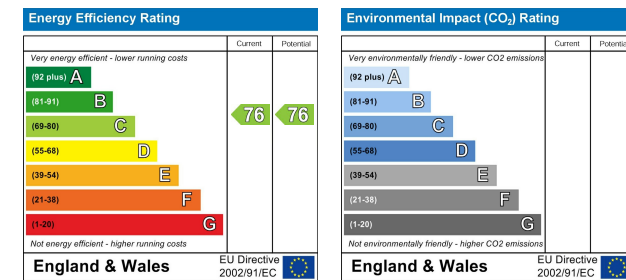 Energy Efficiency Rating
Current Potential
Very energy efficient - lower running costs
(92 plus) A
(81-91) B
(69-80) C
76 76
(55-68) D
(39-54) E
(21-38) F
(1-20) G
Not energy efficient - higher running costs
England & Wales
EU Directive
2002/91/EC
Environmental Impact (CO₂) Rating
Current Potentia
Very environmentally friendly - lower CO2 emissions
(92 plus) A
(81-91) B
(69-80) C
(55-68) D
(39-54) E
(21-38) F
(1-20) G
Not environmentally friendly - higher CO2 emissions
England & Wales
EU Directive
2002/91/EC